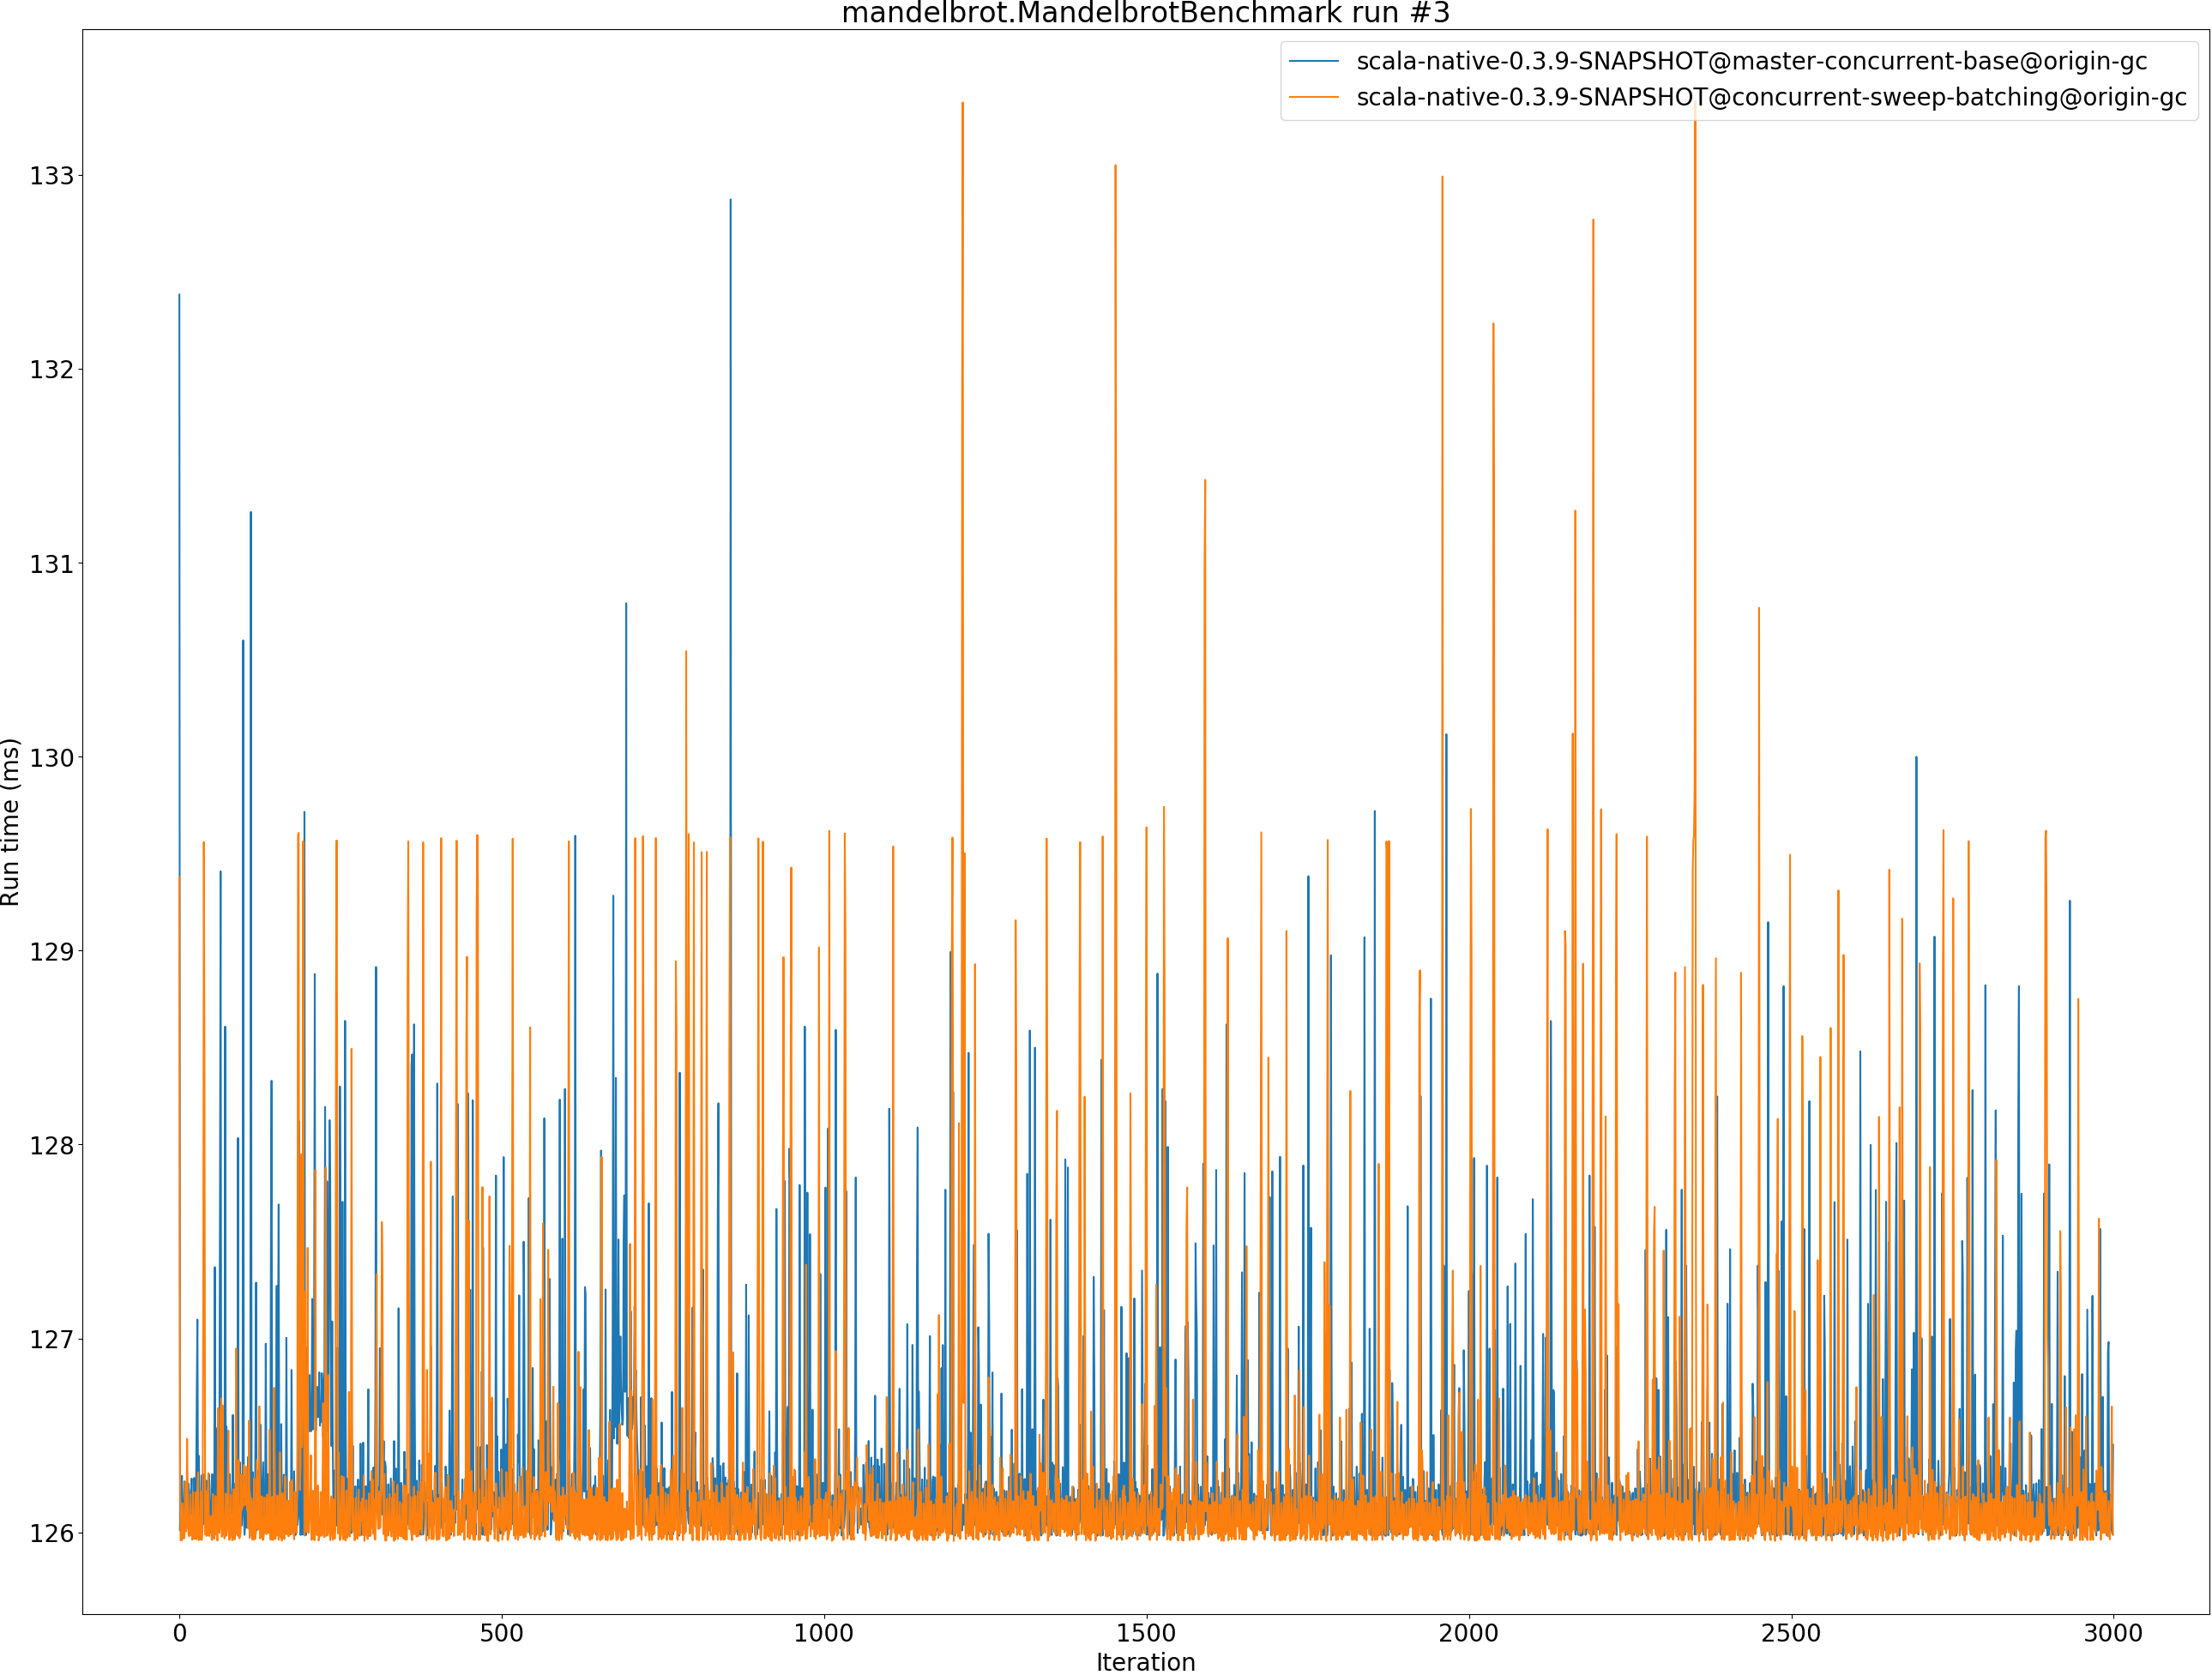 mandelbrot.MandelbrotBenchmark run #3
scala-native-0.3.9-SNAPSHOT@master-concurrent-base@origin-gc
scala-native-0.3.9-SNAPSHOT@concurrent-sweep-batching@origin-gc
133
132
131
130
129
128
127
126
Run time (ms)
0 500 1000 1500 2000 2500 3000
Iteration